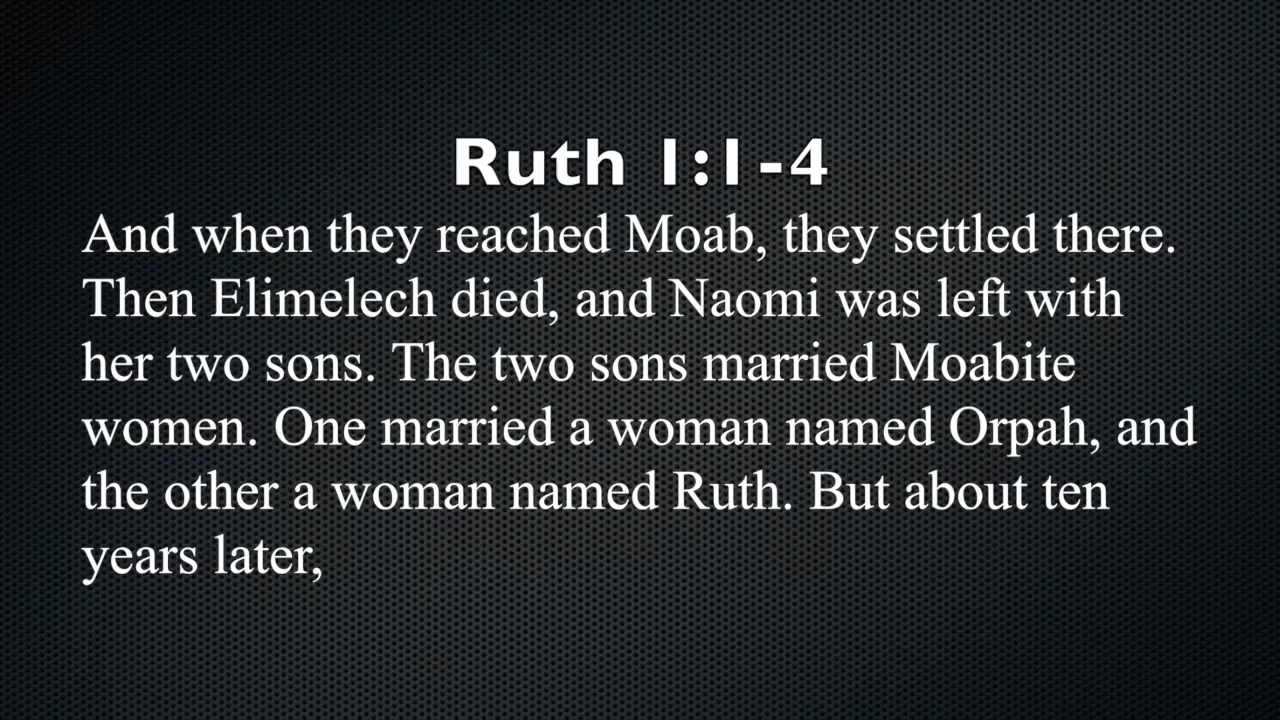 Ruth 1:1-4
And when they reached Moab, they settled there.
Then Elimelech died, and Naomi was left with
her two sons. The two sons married Moabite
women. One married a woman named Orpah, and
the other a woman named Ruth. But about ten
years later,